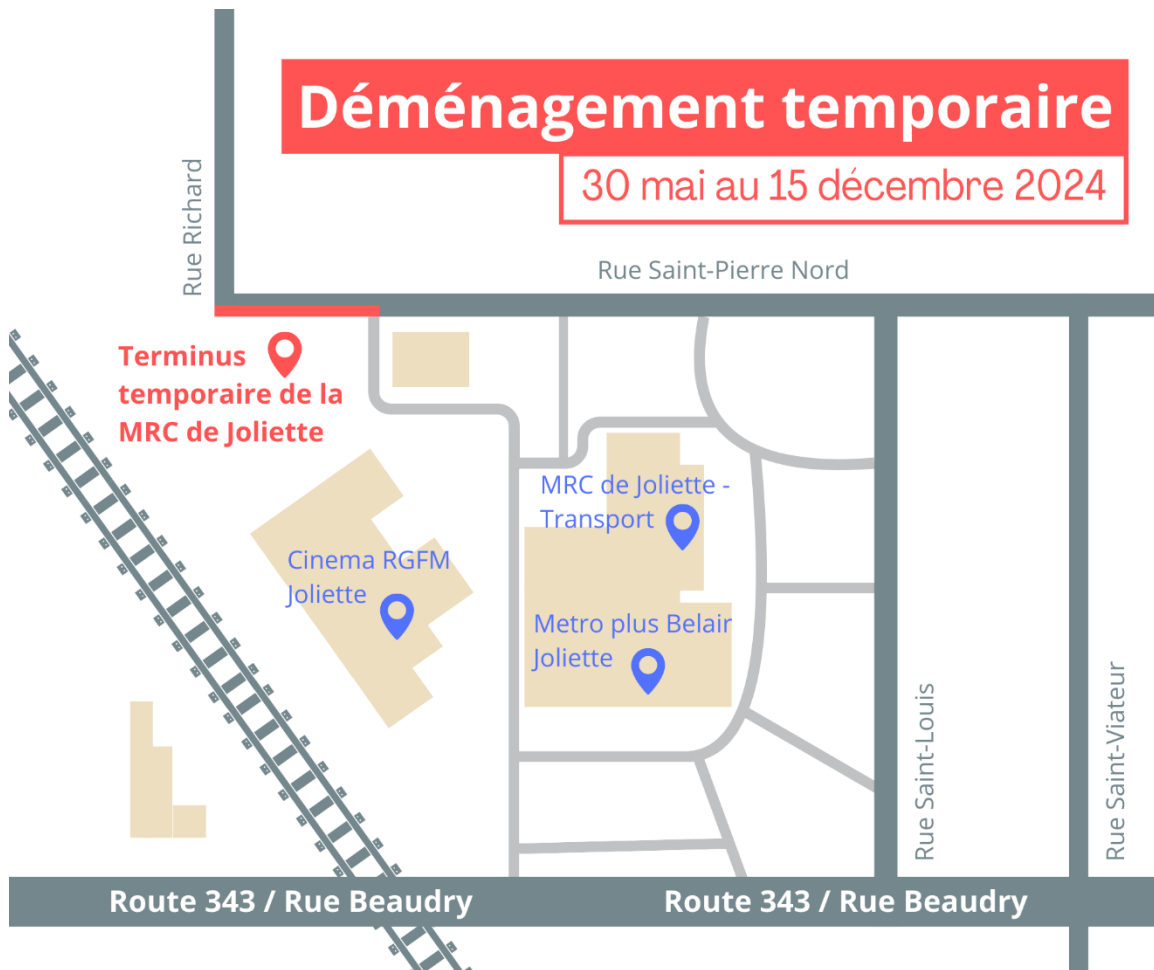 Déménagement temporaire
30 mai au 15 décembre 2024
Rue Richard
Rue Saint-Pierre Nord
Terminus
temporaire de la
MRC de Joliette
MRC de Joliette -
Transport
Cinema RGFM
Joliette
Metro plus Belair
Joliette
Rue Saint-Louis
Rue Saint-Viateur
Route 343 / Rue Beaudry
Route 343 / Rue Beaudry